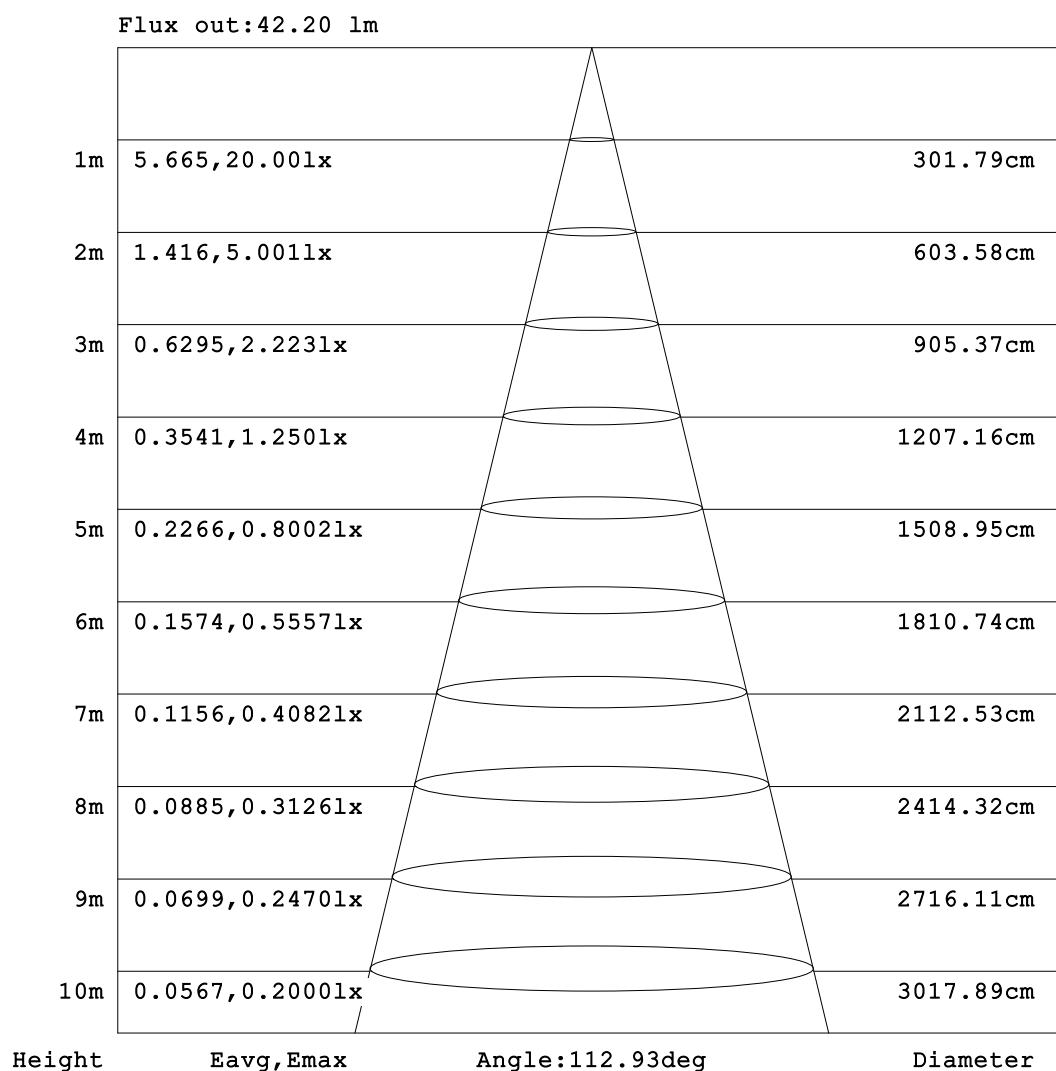 Flux out:42.20 lm
1m 5.665,20.00lx 301.79cm
2m 1.416,5.001lx 603.58cm
3m 0.6295,2.223lx 905.37cm
4m 0.3541,1.250lx 1207.16cm
5m 0.2266,0.8002lx 1508.95cm
6m 0.1574,0.5557lx 1810.74cm
7m 0.1156,0.4082lx 2112.53cm
8m 0.0885,0.3126lx 2414.32cm
9m 0.0699,0.2470lx 2716.11cm
10m 0.0567,0.2000lx 3017.89cm
Height Eavg,Emax Angle:112.93deg Diameter